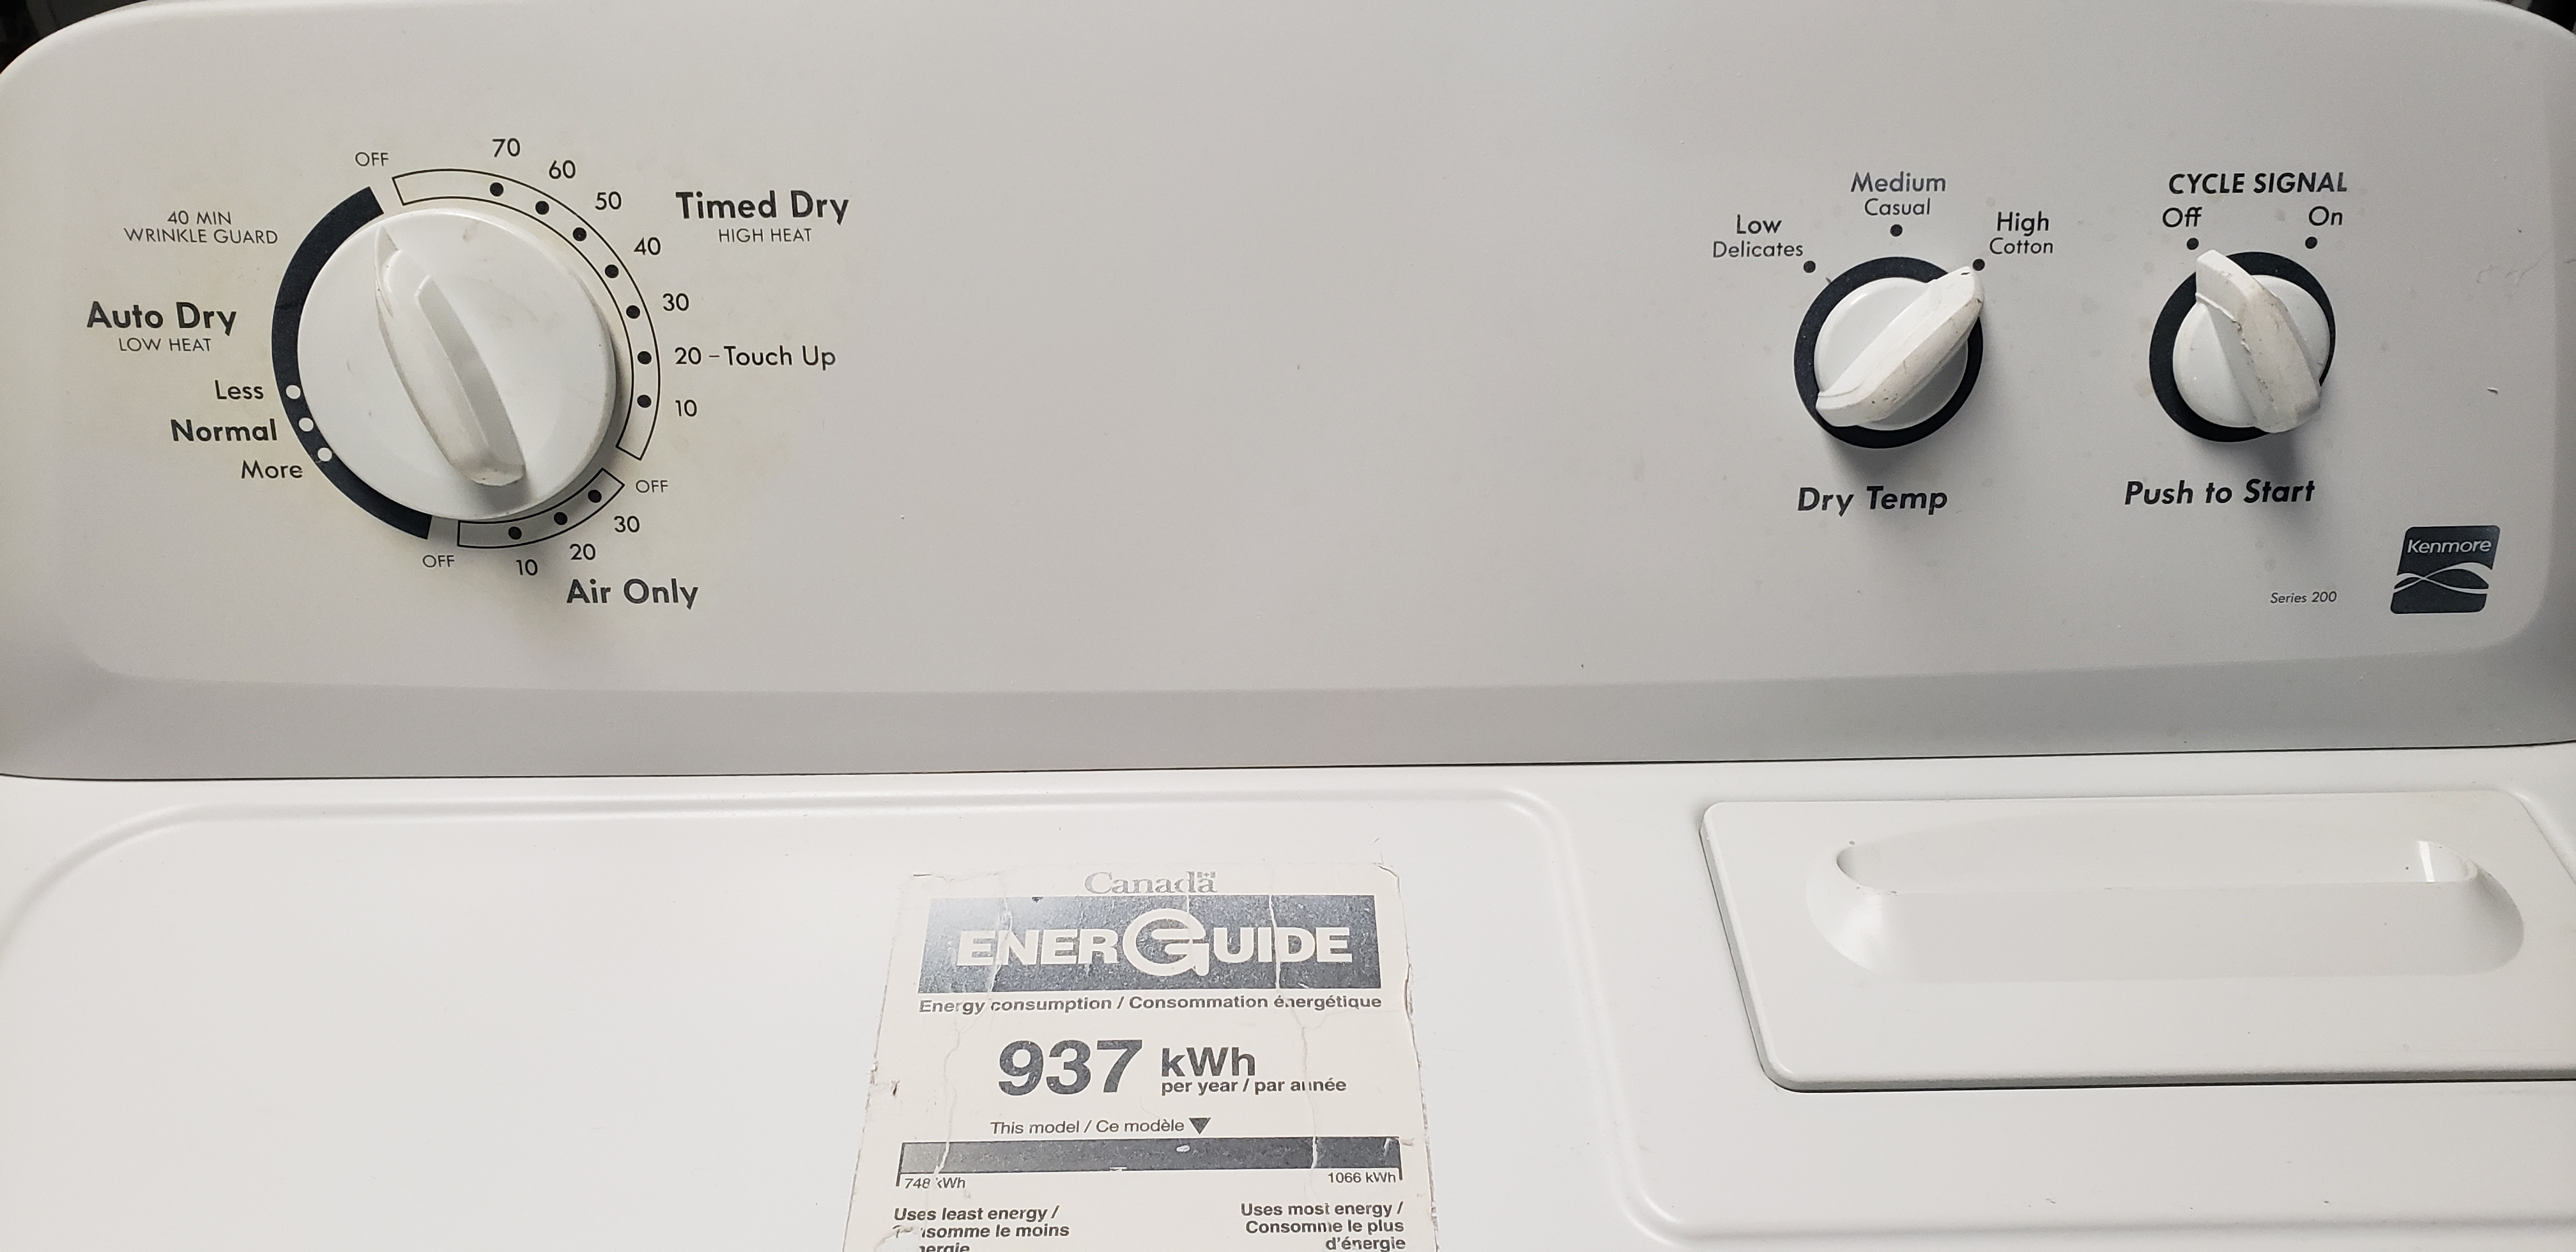 OFF
70
60
50
40
30
20 – Touch Up
10
Timed Dry
HIGH HEAT
40 MIN
WRINKLE GUARD
Auto Dry
LOW HEAT
Less
Normal
More
OFF
30
20
10
OFF
Air Only
Low
Delicates
Medium
Casual
High
Cotton
Dry Temp
CYCLE SIGNAL
Off
On
Push to Start
Kenmore
Series 200
Canada
ENERGUIDE
Energy consumption / Consommation énergétique
937 kWh
per year / par année
This model / Ce modèle
748 kWh
1066 kWh
Uses least energy /
Consomme le moins
d'énergie
Uses most energy /
Consomme le plus
d'énergie